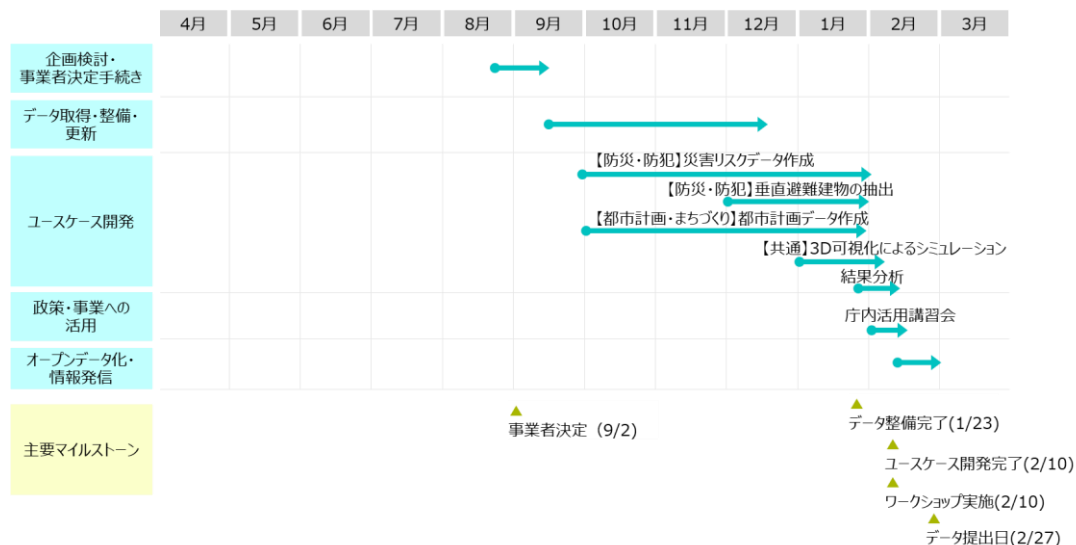 4月 5月 6月 7月 8月 9月 10月 11月 12月 1月 2月 3月
企画検討・
事業者決定手続き
データ取得・整備・
更新
ユースケース開発
【防災・防犯】災害リスクデータ作成
【防災・防犯】垂直避難建物の抽出
【都市計画・まちづくり】都市計画データ作成
【共通】3D可視化によるシミュレーション
結果分析
政策・事業への
活用
庁内活用講習会
オープンデータ化・
情報発信
主要マイルストーン
事業者決定（9/2)
データ整備完了(1/23)
ユースケース開発完了(2/10)
ワークショップ実施(2/10)
データ提出日(2/27)